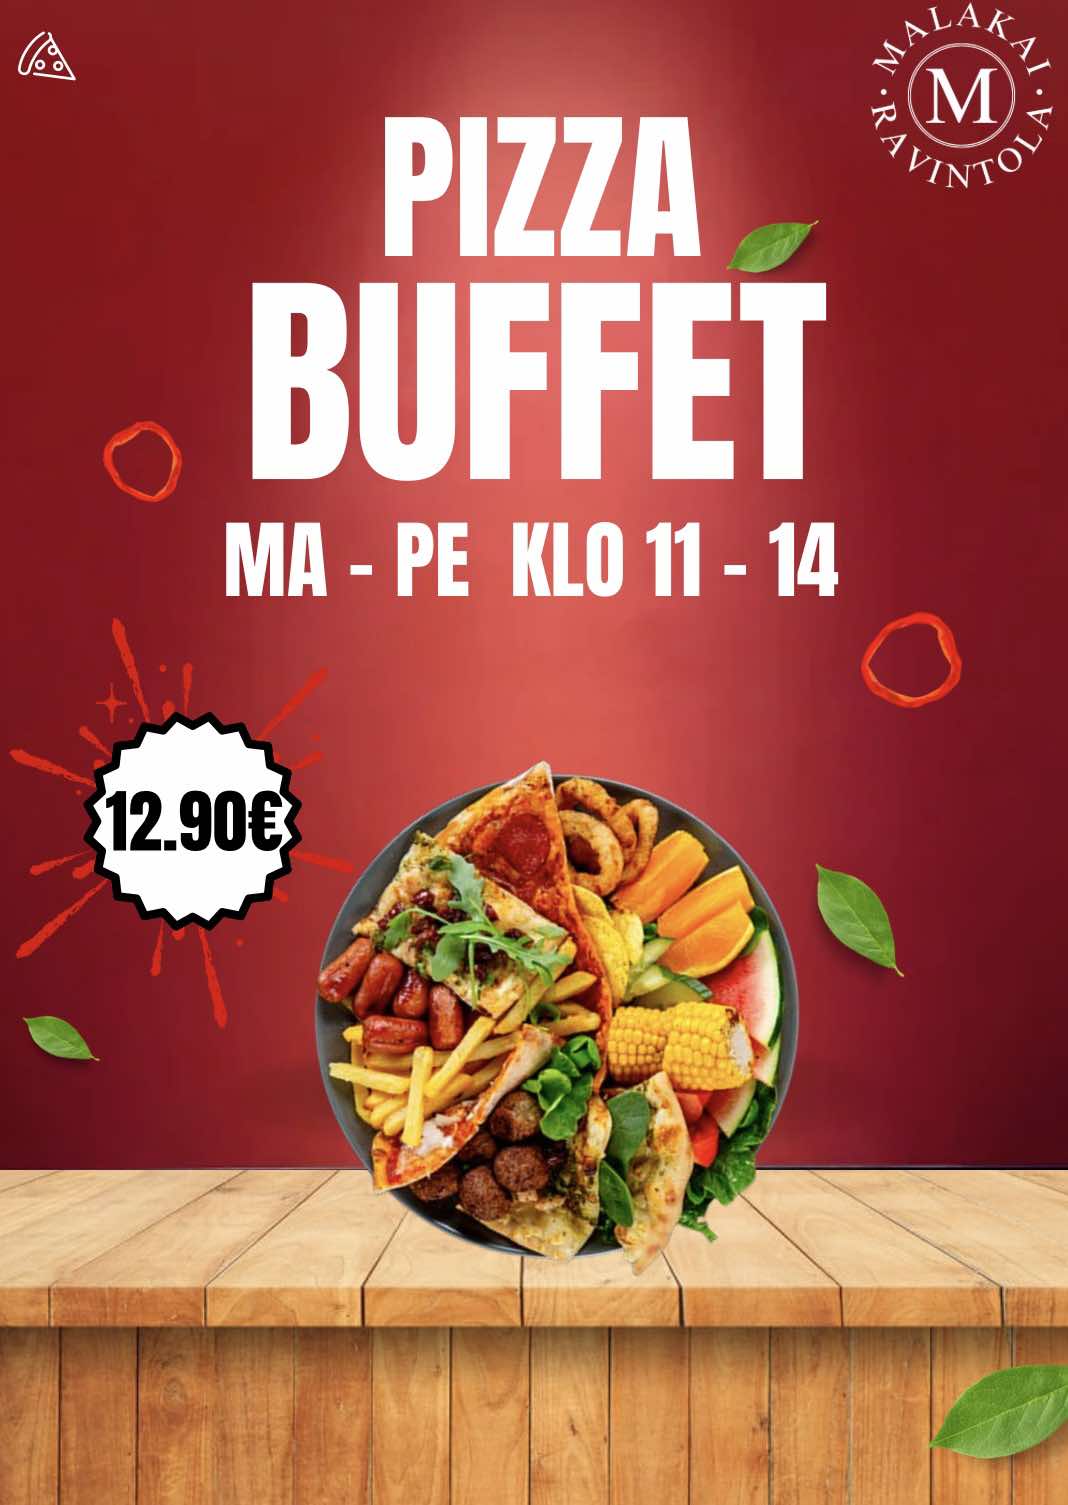 MALAKAI
M
RAVINTOLA
PIZZA
BUFFET
MA - PE KLO 11 - 14
12.90€